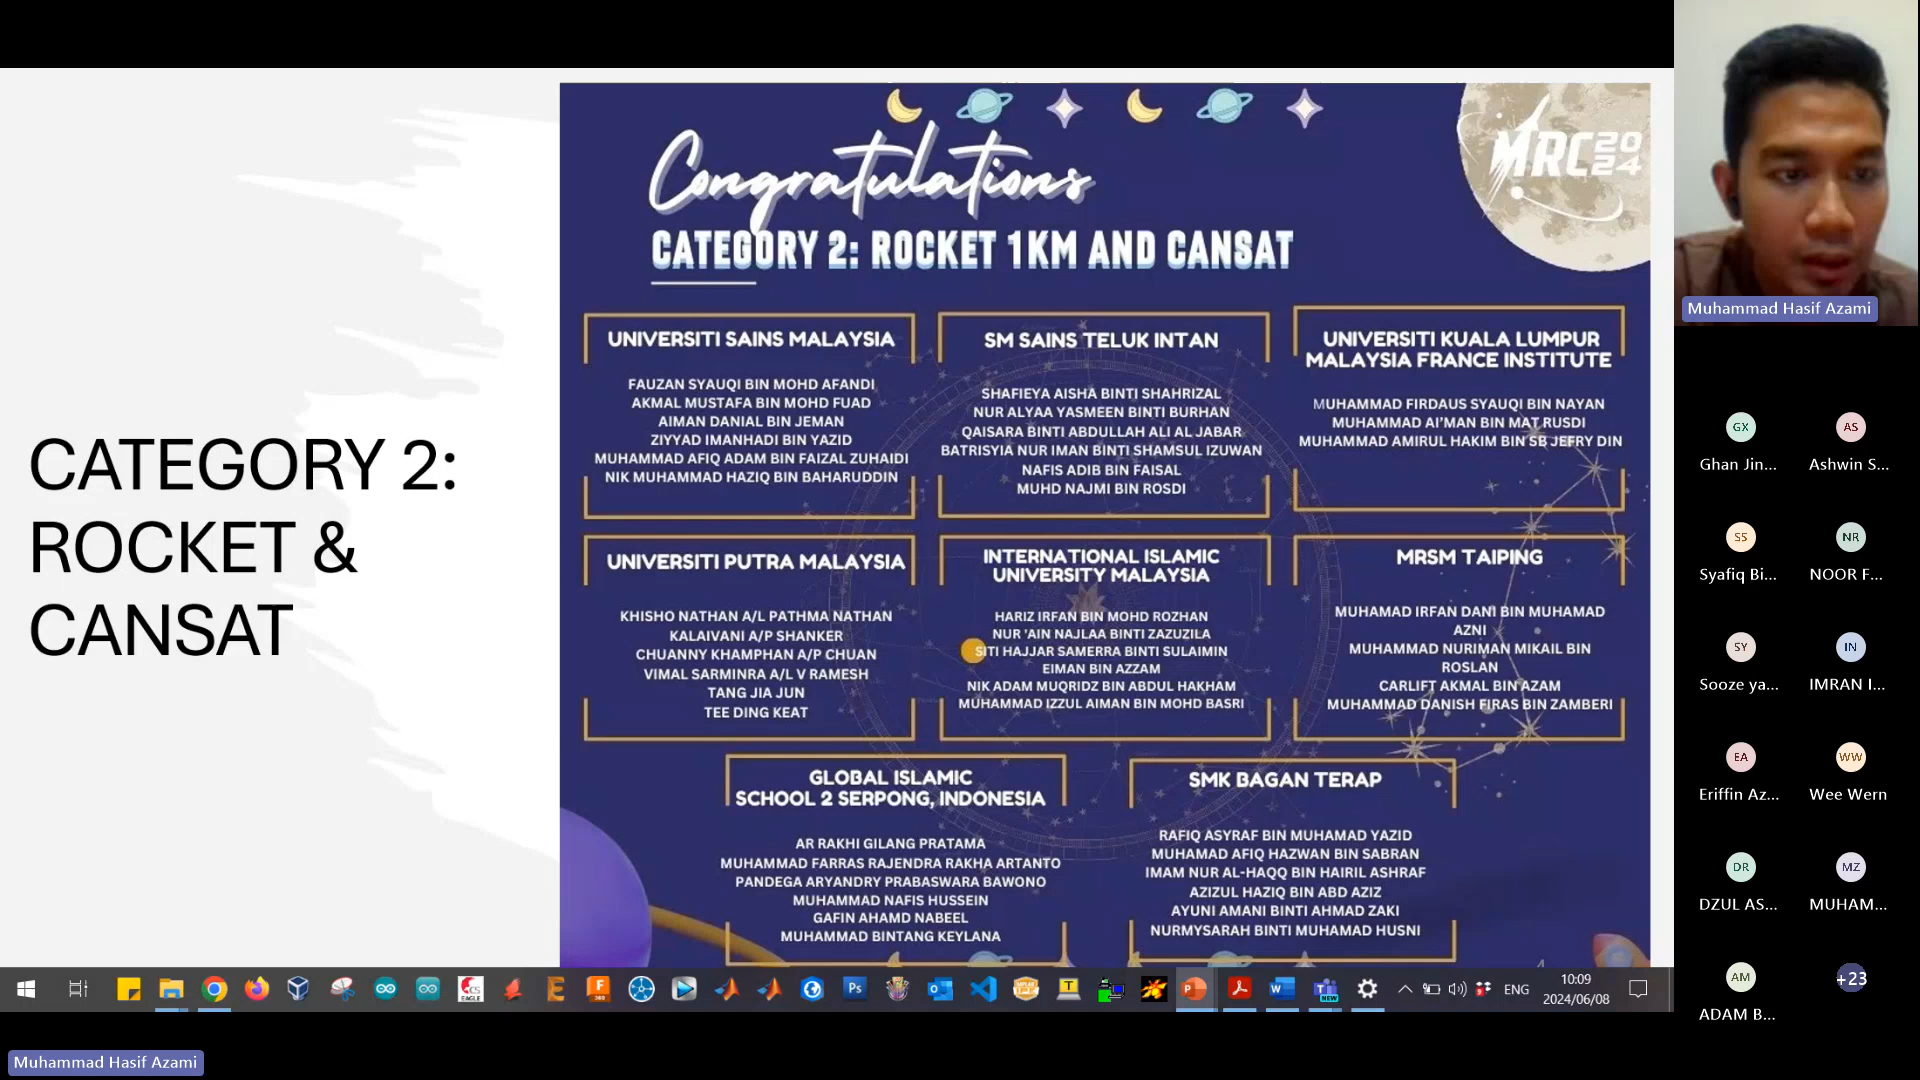 CATEGORY 2:
ROCKET &
CANSAT
Congratulations
CATEGORY 2: ROCKET 1KM AND CANSAT
MRC2024
UNIVERSITI SAINS MALAYSIA
FAUZAN SYAUQI BIN MOHD AFANDI
AKMAL MUSTAFA BIN MOHD FUAD
AIMAN DANIAL BIN JEMAN
ZIYYAD IMANHADI BIN YAZID
MUHAMMAD AFIQ ADAM BIN FAIZAL ZUHAIDI
NIK MUHAMMAD HAZIQ BIN BAHARUDDIN
SM SAINS TELUK INTAN
SHAFIEYA AISHA BINTI SHAHRIZAL
NUR ALYAA YASMEEN BINTI BURHAN
QAISARA BINTI ABDULLAH ALI AL JABAR
BATRISYIA NUR IMAN BINTI SHAMSUL IZUWAN
NAFIS ADIB BIN FAISAL
MUHD NAJMI BIN ROSDI
UNIVERSITI KUALA LUMPUR
MALAYSIA FRANCE INSTITUTE
MUHAMMAD FIRDAUS SYAUQI BIN NAYAN
MUHAMMAD AI'MAN BIN MAT RUSDI
MUHAMMAD AMIRUL HAKIM BIN SB JEFRY DIN
UNIVERSITI PUTRA MALAYSIA
KHISHO NATHAN A/L PATHMA NATHAN
KALAIVANI A/P SHANKER
CHUANNY KHAMPHAN A/P CHUAN
VIMAL SARMINRA A/L V RAMESH
TANG JIA JUN
TEE DING KEAT
INTERNATIONAL ISLAMIC
UNIVERSITY MALAYSIA
HARIZ IRFAN BIN MOHD ROZHAN
NUR 'AIN NAJLAA BINTI ZAZUZILA
SITI HAJJAR SAMERRA BINTI SULAIMIN
EIMAN BIN AZZAM
NIK ADAM MUQRIDZ BIN ABDUL HAKHAM
MUHAMMAD IZZUL AIMAN BIN MOHD BASRI
MRSM TAIPING
MUHAMAD IRFAN DANI BIN MUHAMAD
AZNI
MUHAMMAD NURIMAN MIKAIL BIN
ROSLAN
CARLIFT AKMAL BIN AZAM
MUHAMMAD DANISH FIRAS BIN ZAMBERI
GLOBAL ISLAMIC
SCHOOL 2 SERPONG, INDONESIA
AR RAKHI GILANG PRATAMA
MUHAMMAD FARRAS RAJENDRA RAKHA ARTANTO
PANDEGA ARYANDRY PRABASWARA BAWONO
MUHAMMAD NAFIS HUSSEIN
GAFIN AHAMD NABEEL
MUHAMMAD BINTANG KEYLANA
SMK BAGAN TERAP
RAFIQ ASYRAF BIN MUHAMAD YAZID
MUHAMAD AFIQ HAZWAN BIN SABRAN
IMAM NUR AL-HAQQ BIN HAIRIL ASHRAF
AZIZUL HAZIQ BIN ABD AZIZ
AYUNI AMANI BINTI AHMAD ZAKI
NURMYSARAH BINTI MUHAMAD HUSNI
4
Muhammad Hasif Azami
GX
Ghan Jin...
AS
Ashwin S...
SS
Syafiq Bi...
NR
NOOR F...
SY
Sooze ya...
IN
IMRAN I...
EA
Eriffin Az...
WW
Wee Wern
DR
DZUL AS...
MZ
MUHAM...
AM
ADAM B...
+23
ENG
10:09
2024/06/08
Muhammad Hasif Azami